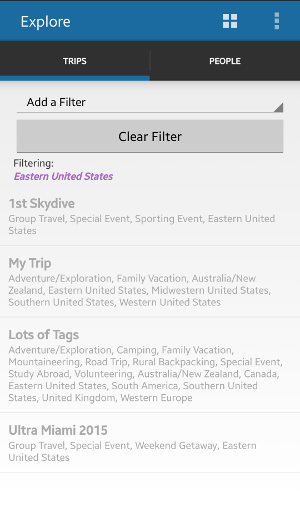 Explore
TRIPS
PEOPLE
Add a Filter
Clear Filter
Filtering:
Eastern United States
1st Skydive
Group Travel, Special Event, Sporting Event, Eastern United
States
My Trip
Adventure/Exploration, Family Vacation, Australia/New
Zealand, Eastern United States, Midwestern United States,
Southern United States, Western United States
Lots of Tags
Adventure/Exploration, Camping, Family Vacation,
Mountaineering, Road Trip, Rural Backpacking, Special Event,
Study Abroad, Volunteering, Australia/New Zealand, Canada,
Eastern United States, South America, Southern United
States, United Kingdom, Western Europe
Ultra Miami 2015
Group Travel, Special Event, Weekend Getaway, Eastern
United States